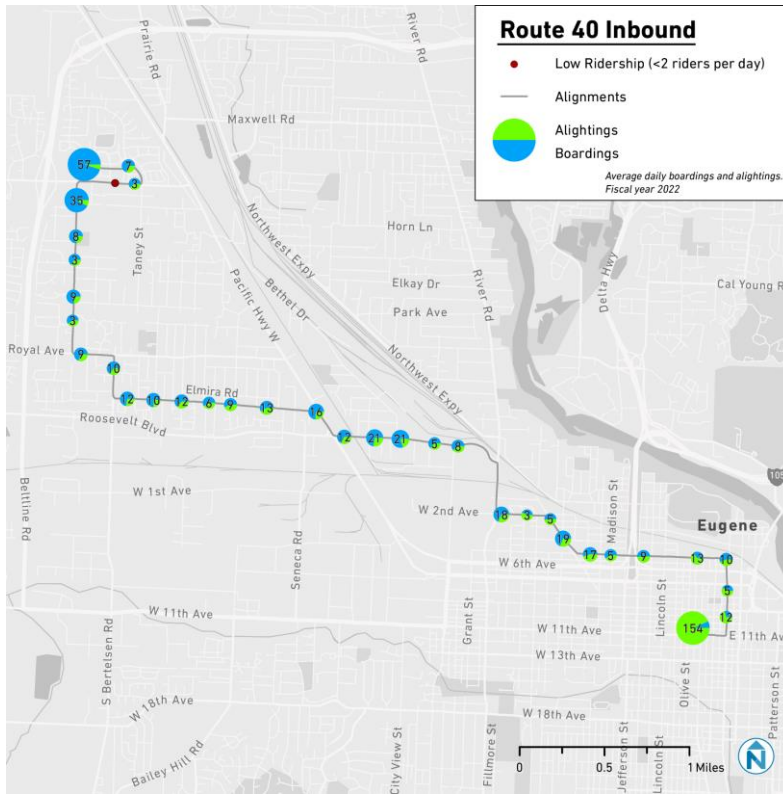 Route 40 Inbound
Low Ridership (<2 riders per day)
Alignments
Alightings
Boardings
Average daily boardings and alightings.
Fiscal year 2022
Prairie Rd
River Rd
Maxwell Rd
57
7
3
35
8
3
9
3
9
10
Taney St
Northwest Expy
Horn Ln
Delta Hwy
Bethel Dr
Elkay Dr
Park Ave
River Rd
Cal Young R
Pacific Hwy W
Northwest Expy
Royal Ave
Elmira Rd
12
10
12
6
9
13
16
12
21
21
5
8
Roosevelt Blvd
Beltline Rd
W 1st Ave
W 2nd Ave
18
3
5
19
17
5
9
13
10
5
12
154
Madison St
105
Eugene
Seneca Rd
W 6th Ave
W 11th Ave
Grant St
Lincoln St
W 11th Ave
E 11th Av
W 13th Ave
S Bertelsen Rd
Olive St
Patterson St
W 18th Ave
W 18th Ave
Bailey Hill Rd
City View St
Fillmore St
Jefferson St
Lincoln St
0 0.5 1 Miles
N